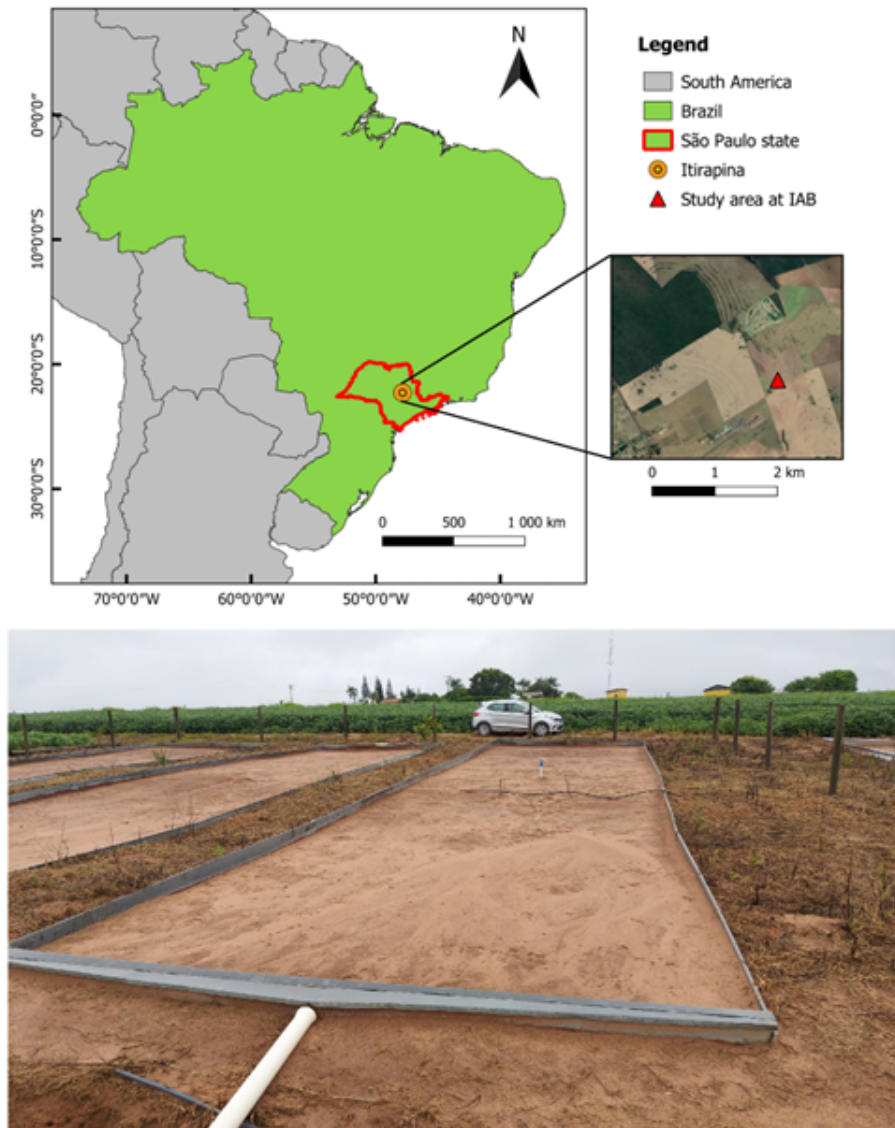 N
Legend
South America
Brazil
São Paulo state
Itirapina
Study area at IAB
0°0'0"
10°0'0"S
20°0'0"S
30°0'0"S
0 1 2 km
0 500 1 000 km
70°0'0"W 60°0'0"W 50°0'0"W 40°0'0"W